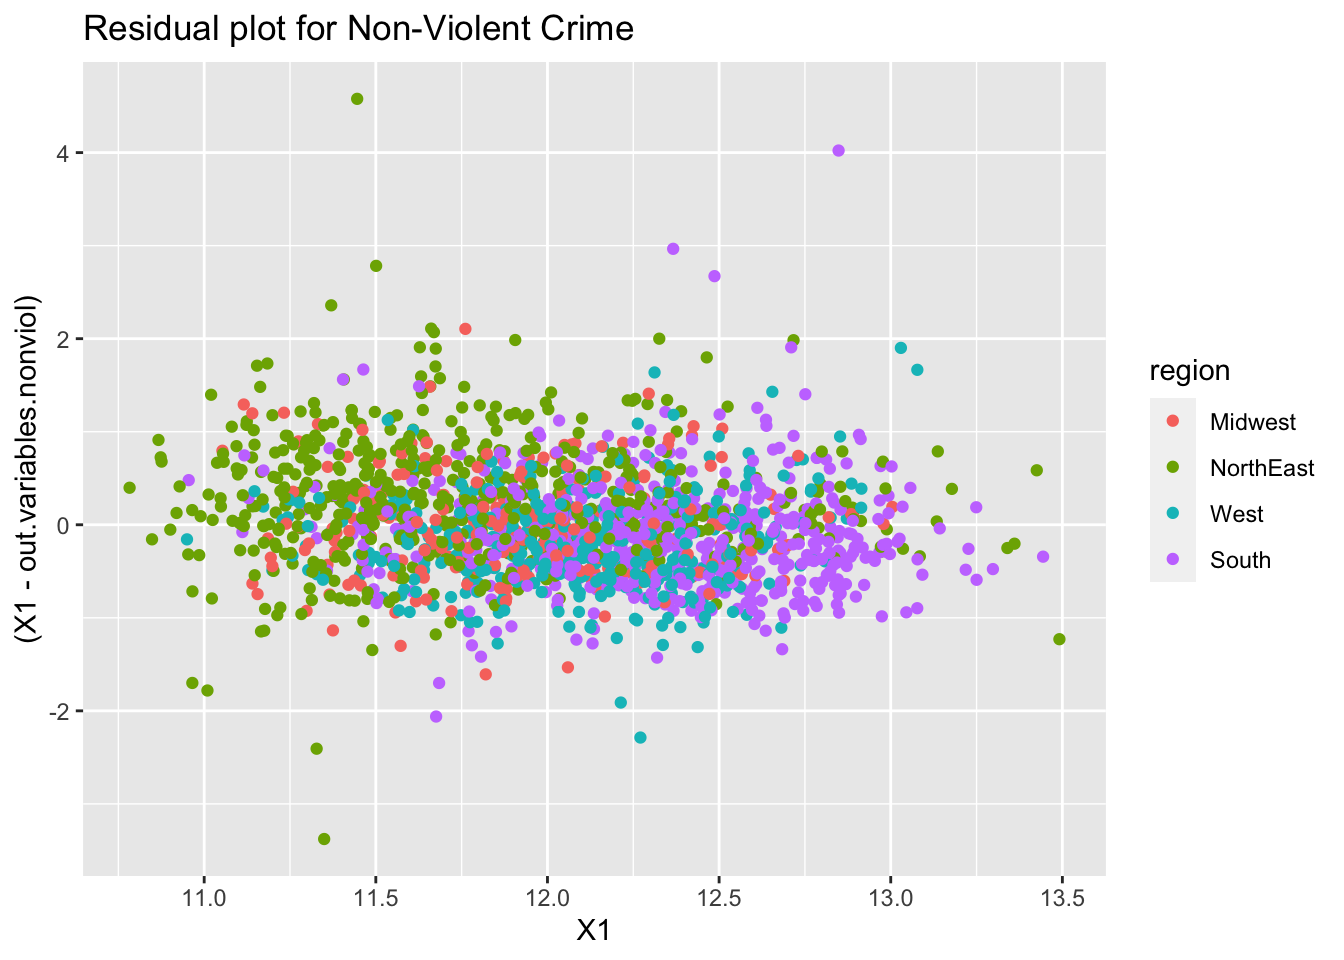 Residual plot for Non-Violent Crime
(X1 - out.variables.nonviol)
4
2
0
-2
11.0 11.5 12.0 12.5 13.0 13.5
X1
region
Midwest
NorthEast
West
South